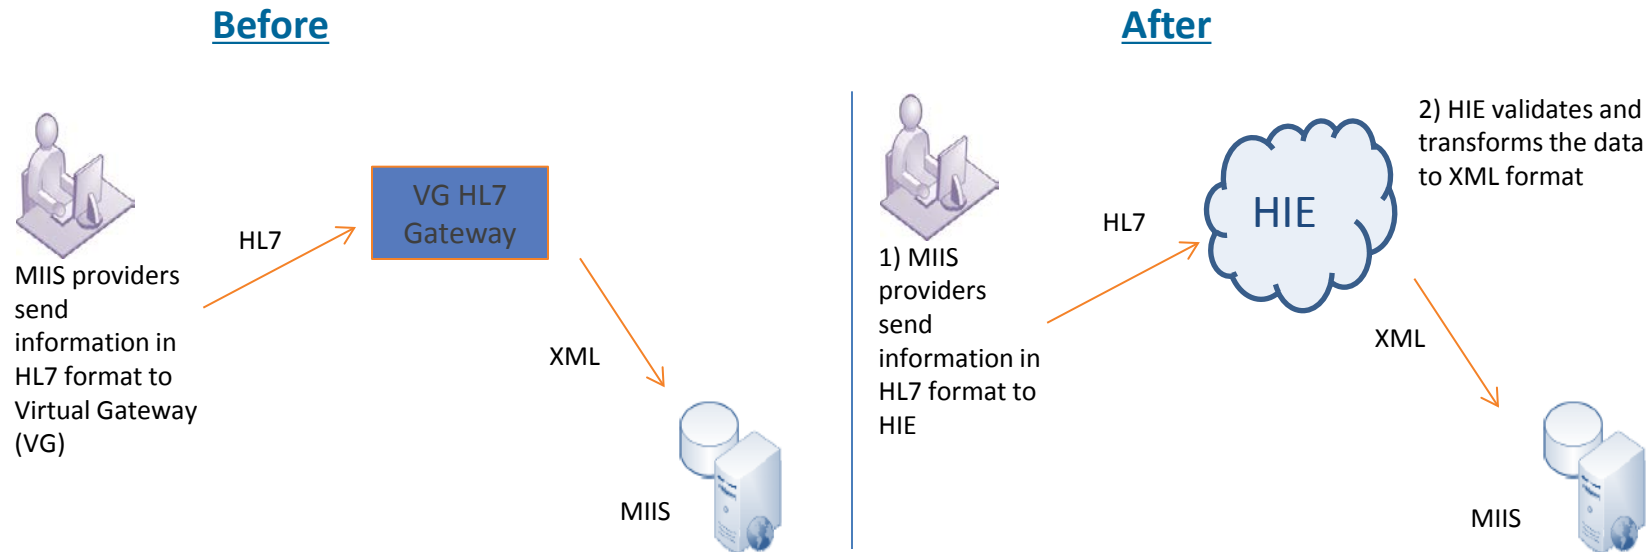 Before
HL7
MIIS providers
send
information in
HL7 format to
Virtual Gateway
(VG)
VG HL7
Gateway
XML
MIIS
After
HL7
1) MIIS
providers
send
information in
HL7 format to
HIE
HIE
2) HIE validates and
transforms the data
to XML format
XML
MIIS